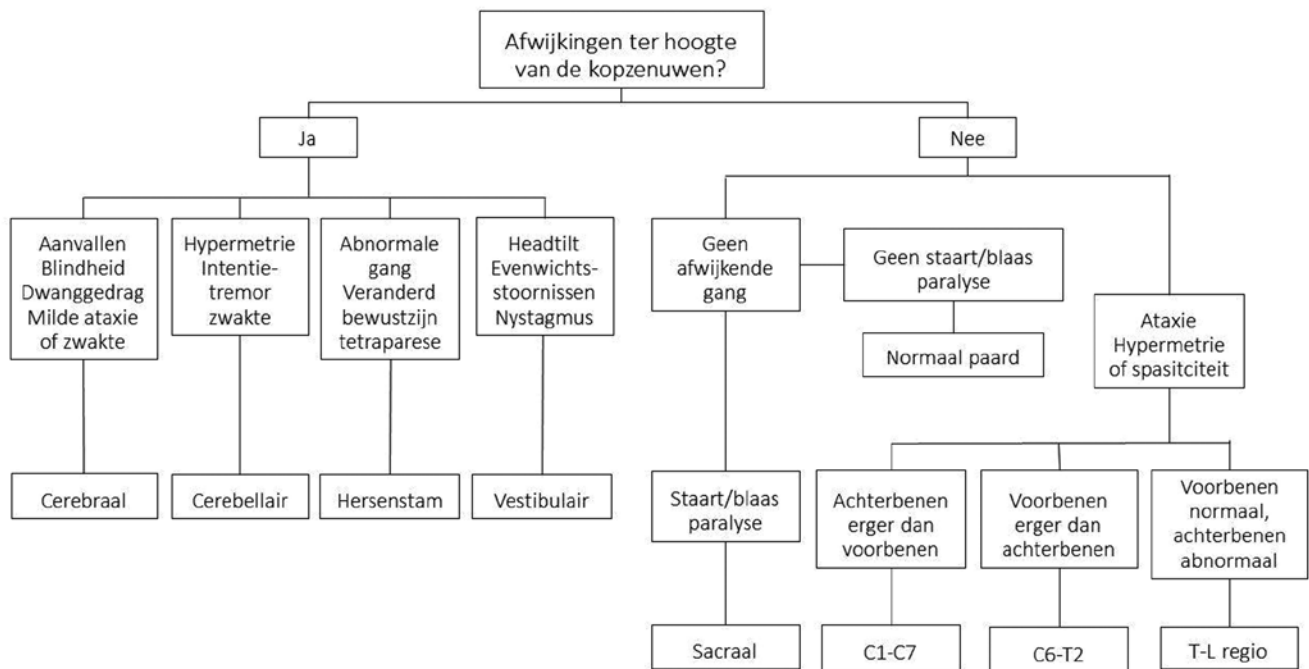 Afwijkingen ter hoogte
van de kopzenuwen?
Ja
Nee
Aanvallen
Blindheid
Dwanggedrag
Milde ataxie
of zwakte
Hypermetrie
Intentie-
tremor
zwakte
Abnormale
gang
Veranderd
bewustzijn
tetraparese
Headtilt
Evenwichts-
stoornissen
Nystagmus
Geen
afwijkende
gang
Geen staart/blaas
paralyse
Normaal paard
Ataxie
Hypermetrie
of spasitciteit
Cerebraal
Cerebellair
Hersenstam
Vestibulair
Staart/blaas
paralyse
Achterbenen
erger dan
voorbenen
Voorbenen
erger dan
achterbenen
Voorbenen
normaal,
achterbenen
abnormaal
Sacraal
C1-C7
C6-T2
T-L regio